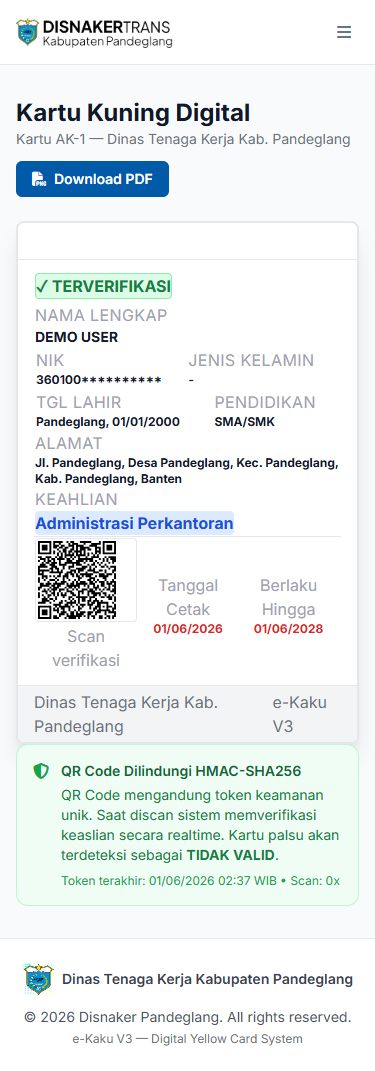 DISNAKERTRANS
Kabupaten Pandeglang
Kartu Kuning Digital
Kartu AK-1 — Dinas Tenaga Kerja Kab. Pandeglang
Download PDF
✓ TERVERIFIKASI
NAMA LENGKAP
DEMO USER
NIK JENIS KELAMIN
360100********** -
TGL LAHIR PENDIDIKAN
Pandeglang, 01/01/2000 SMA/SMK
ALAMAT
Jl. Pandeglang, Desa Pandeglang, Kec. Pandeglang,
Kab. Pandeglang, Banten
KEAHLIAN
Administrasi Perkantoran
Scan
verifikasi
Tanggal
Cetak
01/06/2026
Berlaku
Hingga
01/06/2028
Dinas Tenaga Kerja Kab.
Pandeglang
e-Kaku
V3
QR Code Dilindungi HMAC-SHA256
QR Code mengandung token keamanan
unik. Saat discan sistem memverifikasi
keaslian secara realtime. Kartu palsu akan
terdeteksi sebagai TIDAK VALID.
Token terakhir: 01/06/2026 02:37 WIB • Scan: 0x
Dinas Tenaga Kerja Kabupaten Pandeglang
© 2026 Disnaker Pandeglang. All rights reserved.
e-Kaku V3 — Digital Yellow Card System